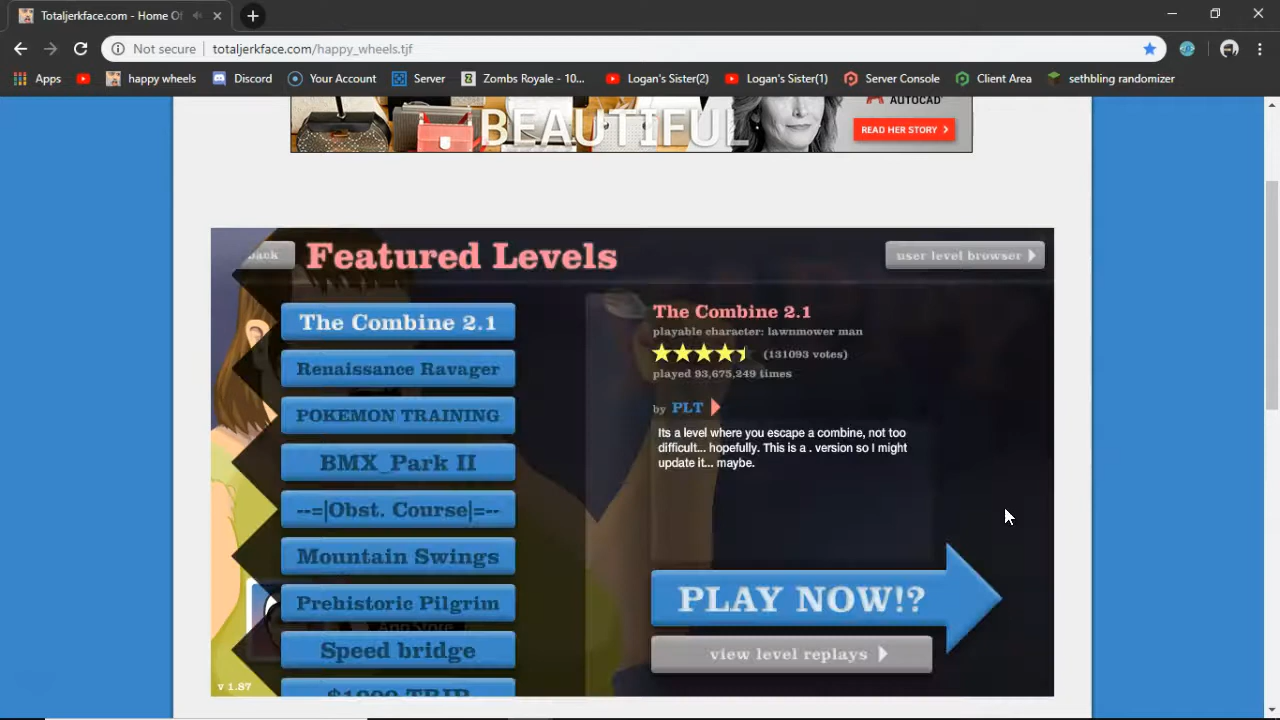 Totaljerkface.com - Home Of
Not secure totaljerkface.com/happy_wheels.tjf
Apps happy wheels Discord Your Account Server Zombs Royale - 10... Logan's Sister(2) Logan's Sister(1) Server Console Client Area sethbling randomizer
BEAUTIFUL
AUTOCAD
READ HER STORY
back
Featured Levels
user level browser
The Combine 2.1
Renaissance Ravager
POKEMON TRAINING
BMX_Park II
--=|Obst. Course|=--
Mountain Swings
Prehistoric Pilgrim
App Store
Speed bridge
$1000 TRIP
v 1.87
The Combine 2.1
playable character: lawnmower man
(131093 votes)
played 93,675,249 times
by PLT
Its a level where you escape a combine, not too
difficult... hopefully. This is a . version so I might
update it... maybe.
PLAY NOW!?
view level replays